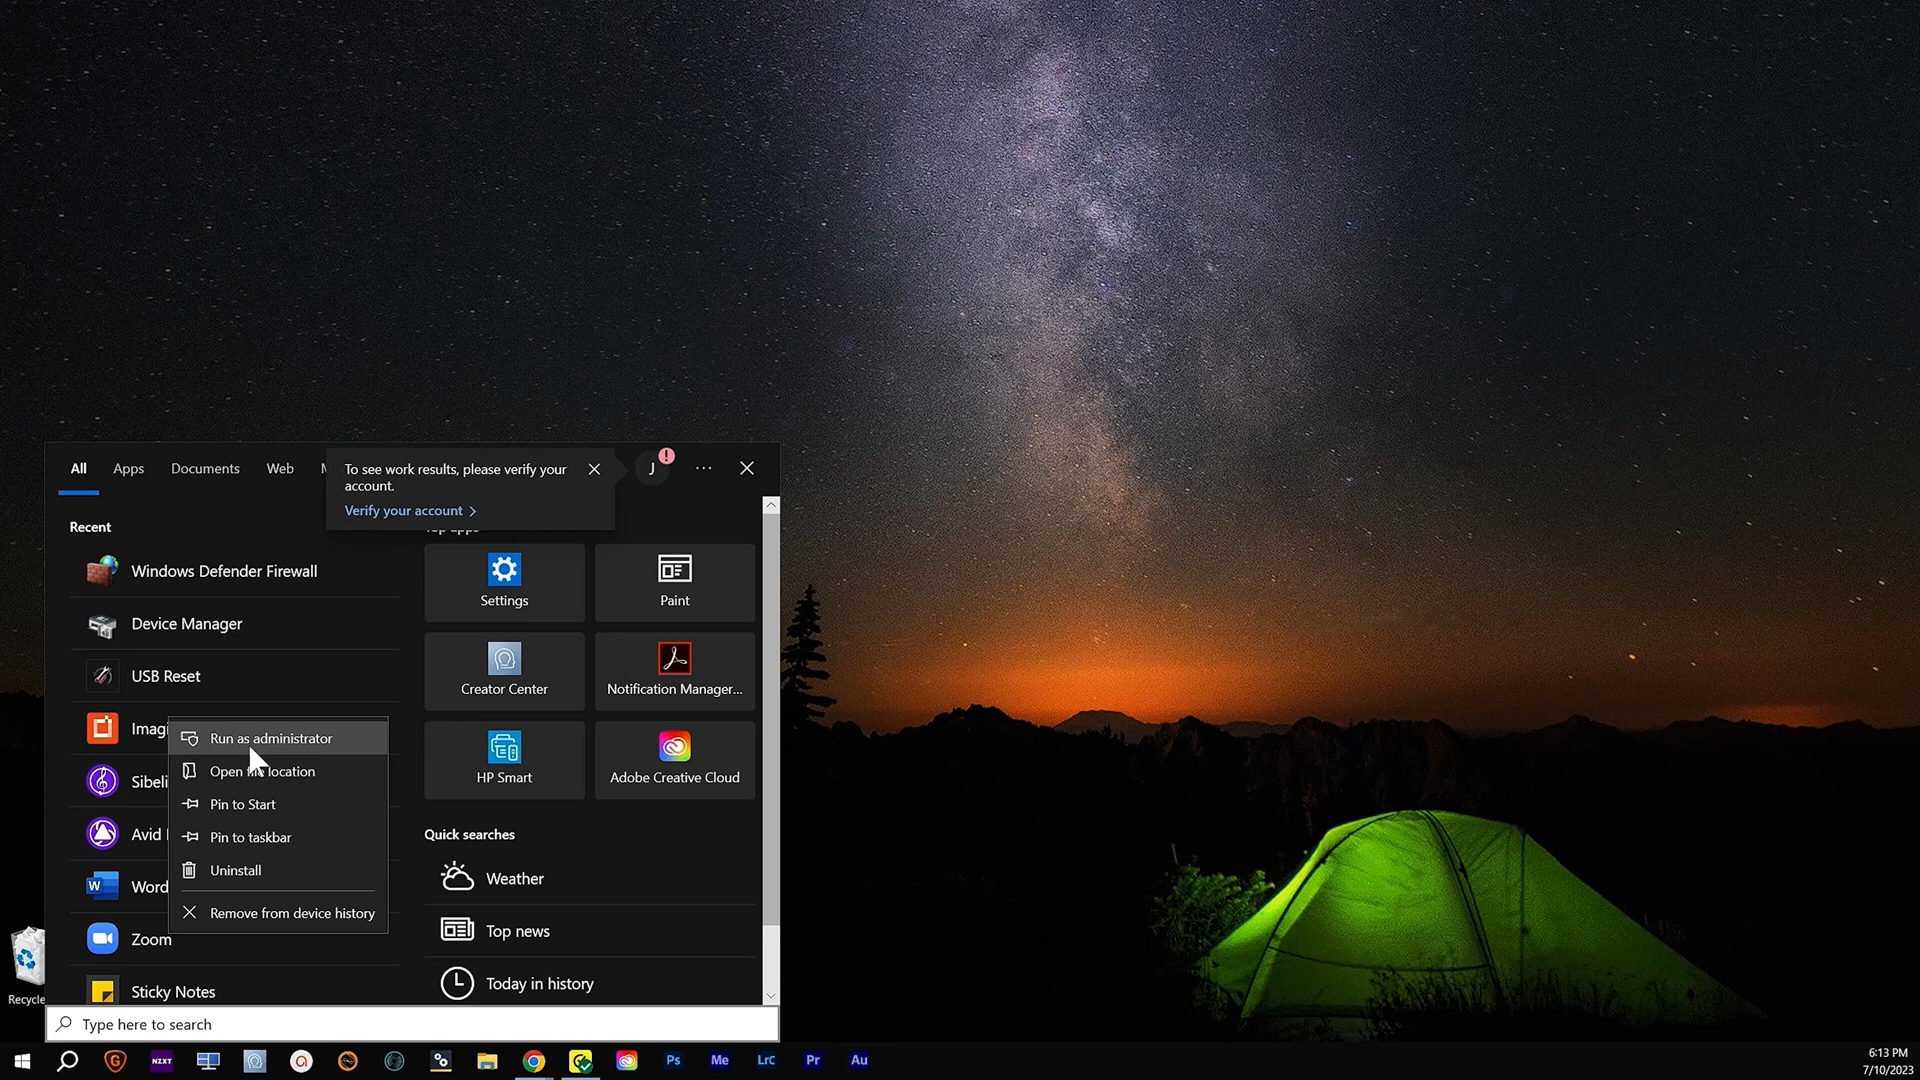 All
Apps
Documents
Web
To see work results, please verify your
account.
Verify your account
J
!
Recent
Windows Defender Firewall
Device Manager
USB Reset
Imagi
Sibeli
Avid
Word
Zoom
Sticky Notes
Run as administrator
Open file location
Pin to Start
Pin to taskbar
Uninstall
Remove from device history
Top apps
Settings
Paint
Creator Center
Notification Manager...
HP Smart
Adobe Creative Cloud
Quick searches
Weather
Top news
Today in history
Recycle
Type here to search
NZXT
Ps
Me
LrC
Pr
Au
6:13 PM
7/10/2023